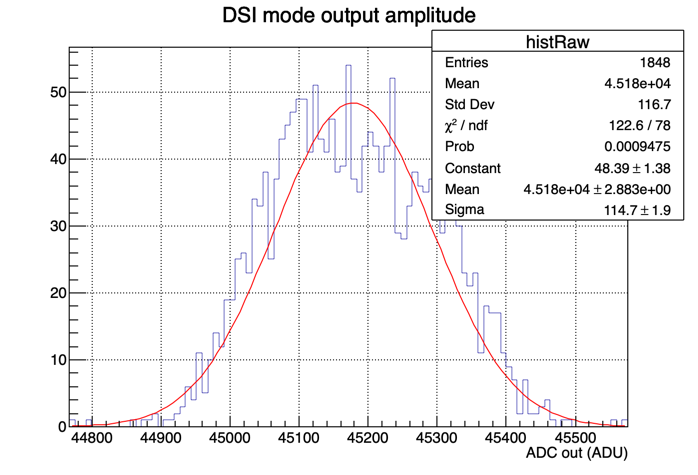 DSI mode output amplitude
histRaw
Entries 1848
Mean 4.518e+04
Std Dev 116.7
χ² / ndf 122.6 / 78
Prob 0.0009475
Constant 48.39 ± 1.38
Mean 4.518e+04 ± 2.883e+00
Sigma 114.7 ± 1.9
50
40
30
20
10
0
44800 44900 45000 45100 45200 45300 45400 45500
ADC out (ADU)